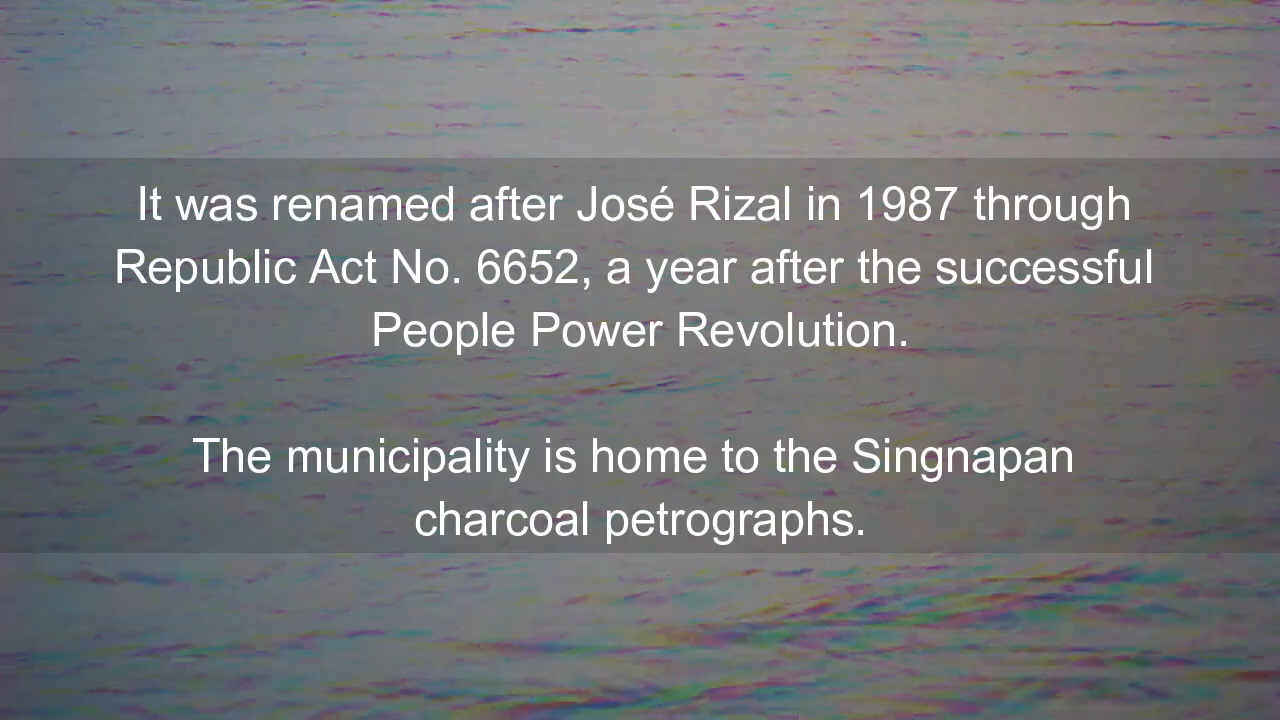 It was renamed after José Rizal in 1987 through
Republic Act No. 6652, a year after the successful
People Power Revolution.
The municipality is home to the Singnapan
charcoal petrographs.